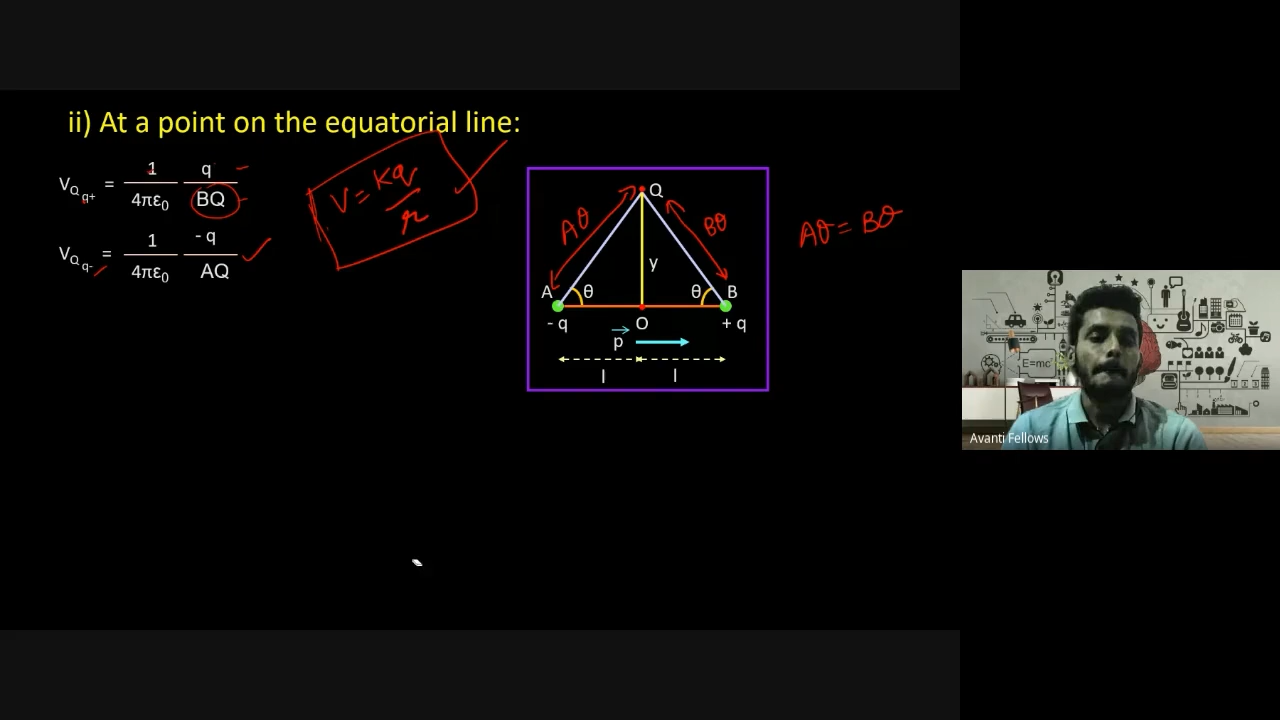 ii) At a point on the equatorial line:
V_Q q+ = 1/4πε₀ q/BQ
V = Kq/r
V_Q q- = 1/4πε₀ -q/AQ
Q
AQ
BQ
AQ = BQ
y
A θ θ B
- q O + q
p
l l
E=mc²
Avanti Fellows